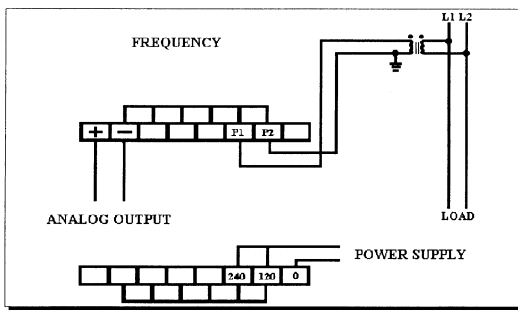 L1 L2
FREQUENCY
+ − P1 P2
ANALOG OUTPUT
LOAD
POWER SUPPLY
240 120 0